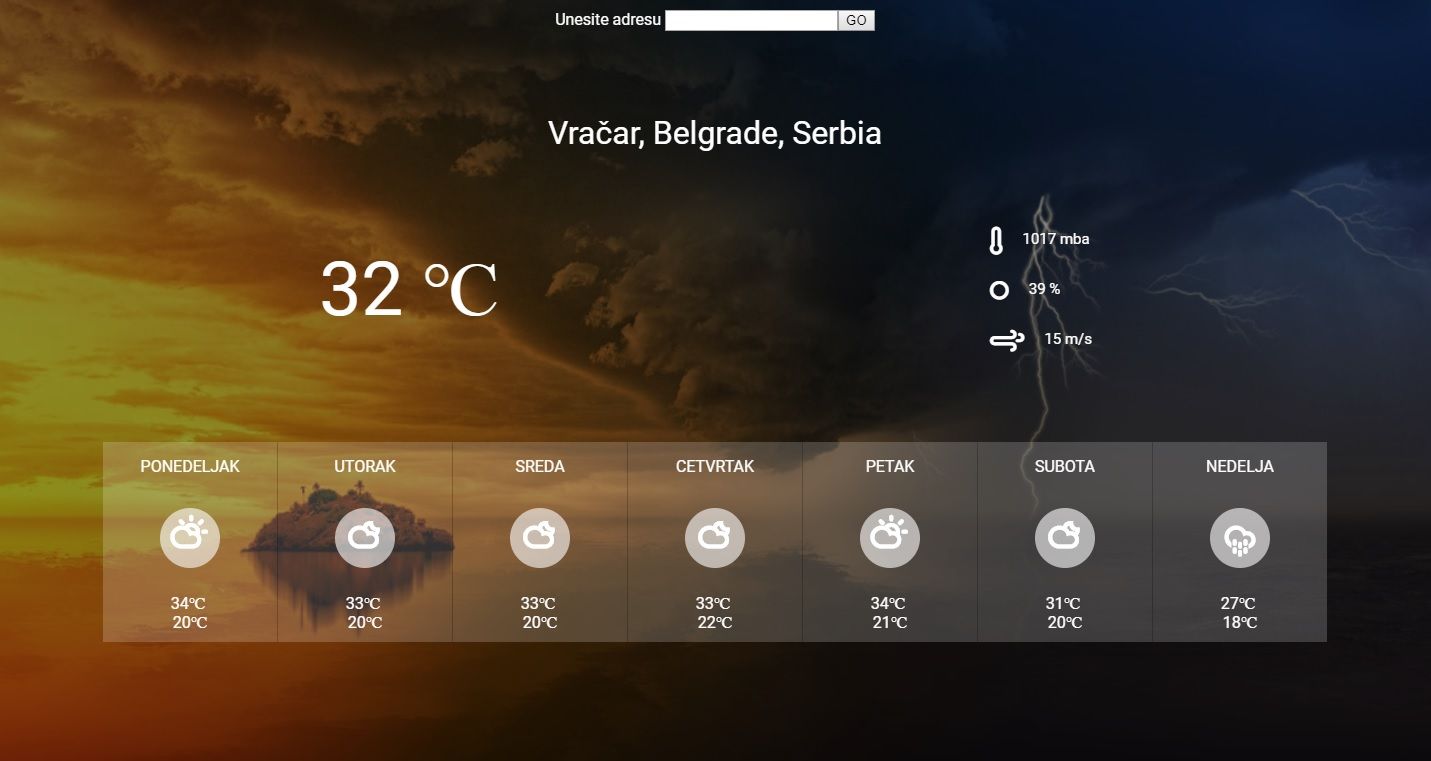 Unesite adresu GO
Vračar, Belgrade, Serbia
32 ℃
1017 mba
39 %
15 m/s
PONEDELJAK
34℃
20℃
UTORAK
33℃
20℃
SREDA
33℃
20℃
CETVRTAK
33℃
22℃
PETAK
34℃
21℃
SUBOTA
31℃
20℃
NEDELJA
27℃
18℃